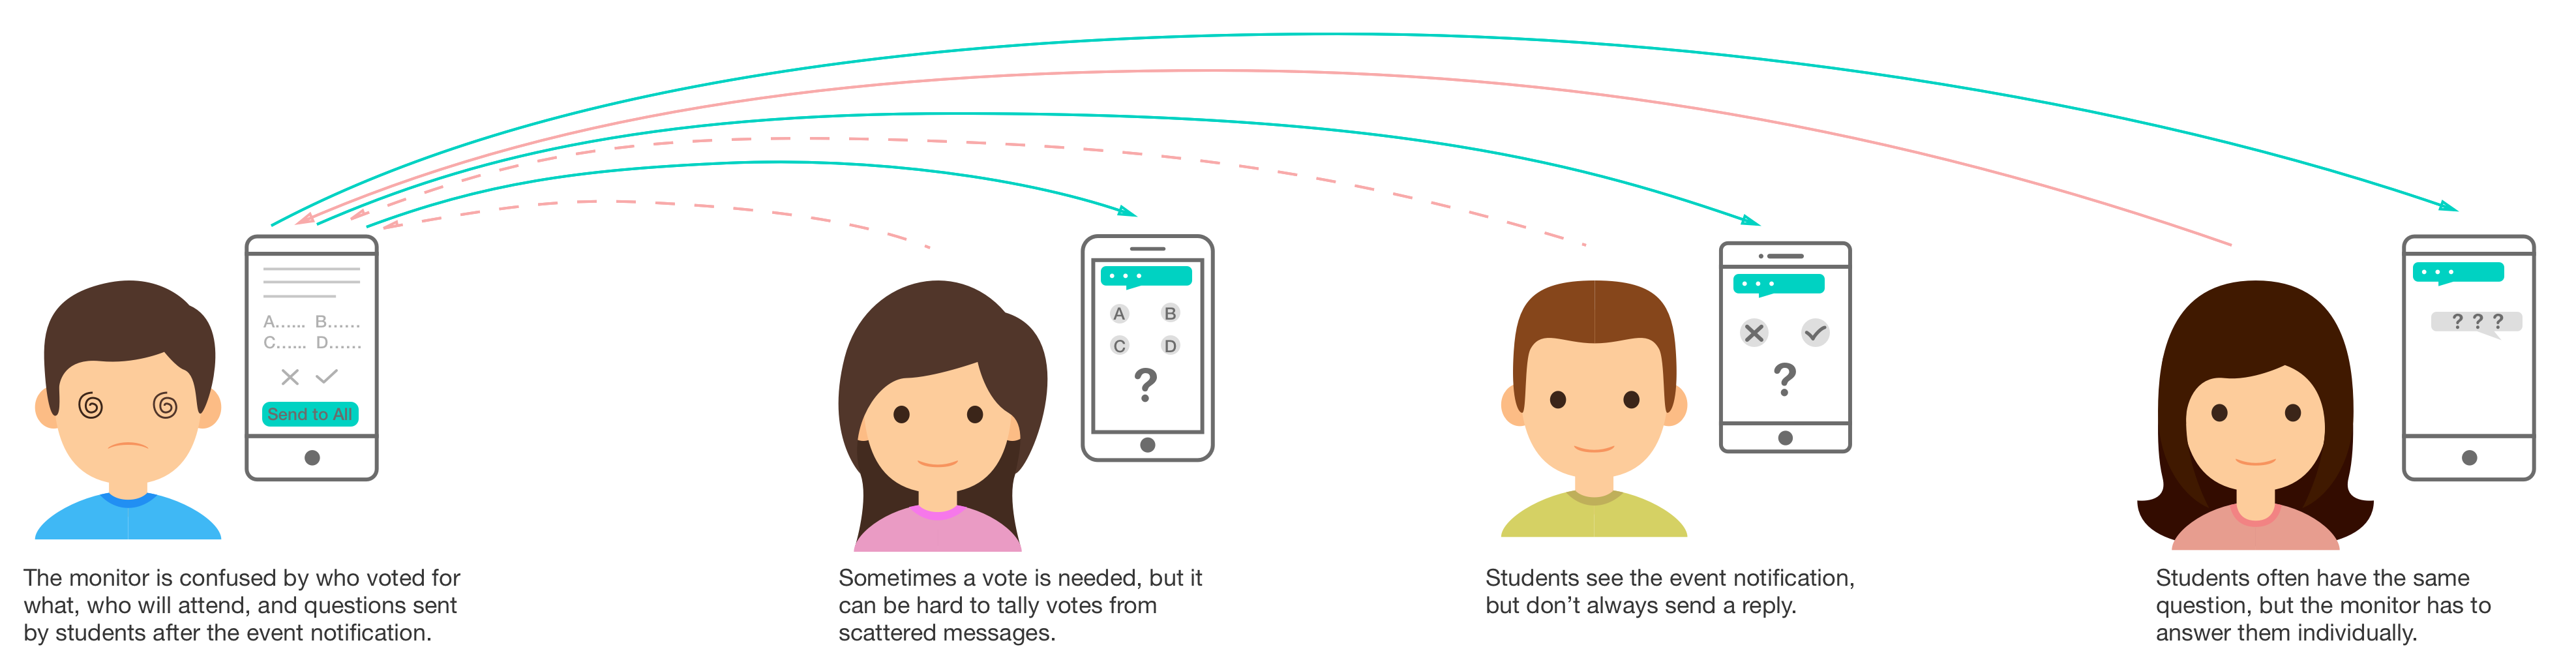 A...... B......
C...... D......
Send to All
A B
C D
?
?
? ? ?
The monitor is confused by who voted for
what, who will attend, and questions sent
by students after the event notification.
Sometimes a vote is needed, but it
can be hard to tally votes from
scattered messages.
Students see the event notification,
but don’t always send a reply.
Students often have the same
question, but the monitor has to
answer them individually.